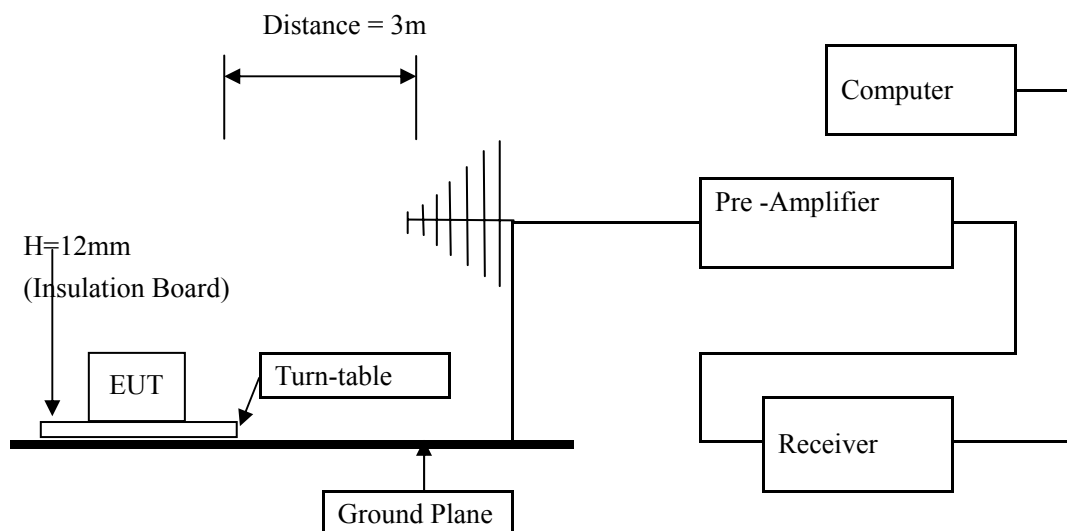 Distance = 3m
Computer
Pre -Amplifier
H=12mm
(Insulation Board)
EUT
Turn-table
Receiver
Ground Plane